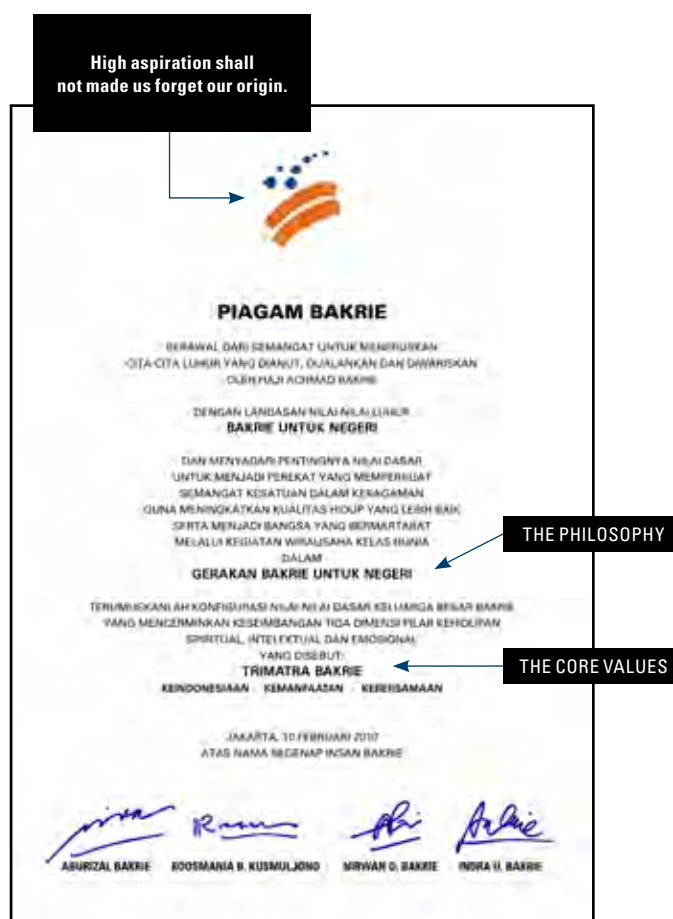 High aspiration shall
not made us forget our origin.
PIAGAM BAKRIE
BERAWAL DARI SEMANGAT UNTUK MENERUSKAN
CITA-CITA LUHUR YANG DIANUT, DIJALANKAN DAN DIWARISKAN
OLEH HAJI ACHMAD BAKRIE
DENGAN LANDASAN NILAI-NILAI LUHUR
BAKRIE UNTUK NEGERI
DAN MENYADARI PENTINGNYA NILAI DASAR
UNTUK MENJADI PEREKAT YANG MEMPERKUAT
SEMANGAT KESATUAN DALAM KERAGAMAN
GUNA MENINGKATKAN KUALITAS HIDUP YANG LEBIH BAIK
SERTA MENJADI BANGSA YANG BERMARTABAT
MELALUI KEGIATAN WIRAUSAHA KELAS DUNIA
DALAM
THE PHILOSOPHY
GERAKAN BAKRIE UNTUK NEGERI
TERUMUSKANLAH KONFIGURASI NILAI-NILAI DASAR KELUARGA BESAR BAKRIE
YANG MENCERMINKAN KESEIMBANGAN TIGA DIMENSI PILAR KEHIDUPAN
SPIRITUAL, INTELEKTUAL DAN EMOSIONAL
YANG DISEBUT:
THE CORE VALUES
TRIMATRA BAKRIE
KEINDONESIAAN KEMANFAATAN KEBERSAMAAN
JAKARTA, 10 FEBRUARI 2010
ATAS NAMA SEGENAP INSAN BAKRIE
ABURIZAL BAKRIE ROOSMANIA B. KUSMULJONO NIRWAN D. BAKRIE INDRA U. BAKRIE